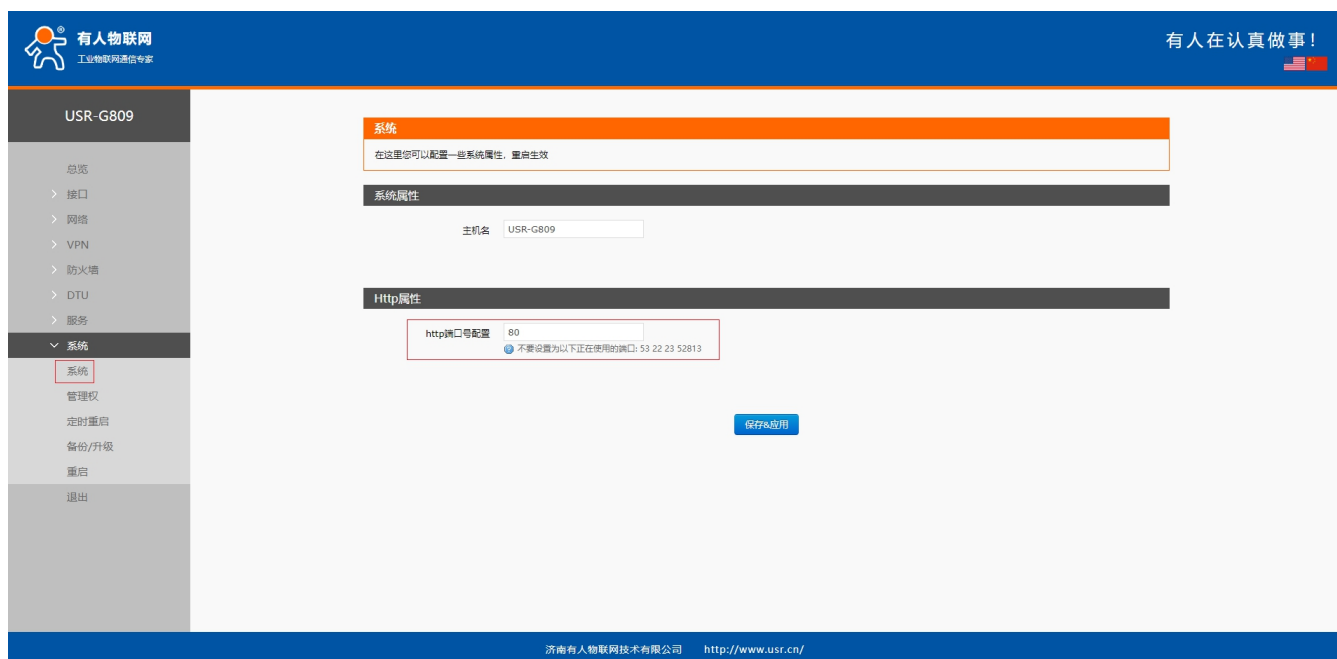 有人物联网
工业物联网通信专家
有人在认真做事!
USR-G809
总览
接口
网络
VPN
防火墙
DTU
服务
系统
系统
管理权
定时重启
备份/升级
重启
退出
系统
在这里您可以配置一些系统属性,重启生效
系统属性
主机名 USR-G809
Http属性
http端口号配置 80
不要设置为以下正在使用的端口: 53 22 23 52813
保存&应用
济南有人物联网技术有限公司 http://www.usr.cn/